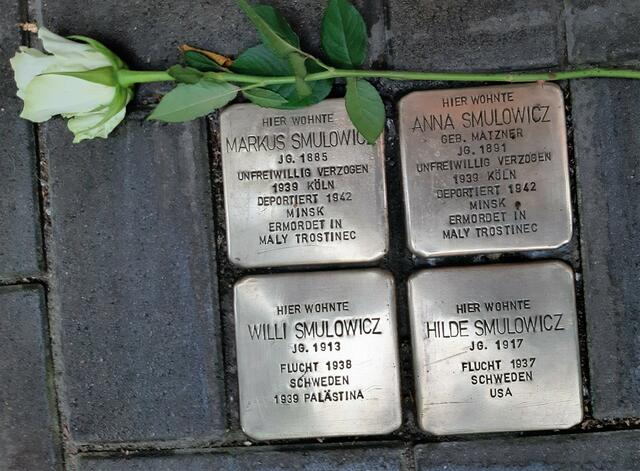 HIER WOHNTE
MARKUS SMULOWICZ
JG. 1885
UNFREIWILLIG VERZOGEN
1939 KÖLN
DEPORTIERT 1942
MINSK
ERMORDET IN
MALY TROSTINEC
HIER WOHNTE
ANNA SMULOWICZ
GEB. MATZNER
JG. 1891
UNFREIWILLIG VERZOGEN
1939 KÖLN
DEPORTIERT 1942
MINSK
ERMORDET IN
MALY TROSTINEC
HIER WOHNTE
WILLI SMULOWICZ
JG. 1913
FLUCHT 1938
SCHWEDEN
1939 PALÄSTINA
HIER WOHNTE
HILDE SMULOWICZ
JG. 1917
FLUCHT 1937
SCHWEDEN
USA